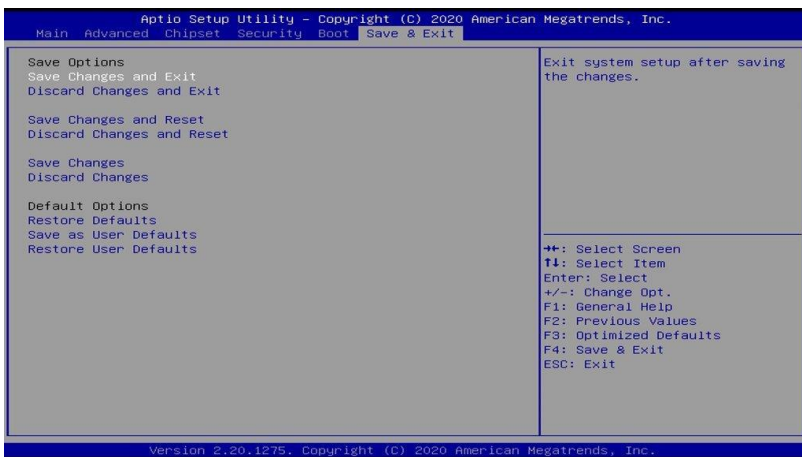 Aptio Setup Utility – Copyright (C) 2020 American Megatrends, Inc.
Main Advanced Chipset Security Boot Save & Exit
Save Options
Save Changes and Exit
Discard Changes and Exit
Save Changes and Reset
Discard Changes and Reset
Save Changes
Discard Changes
Default Options
Restore Defaults
Save as User Defaults
Restore User Defaults
Exit system setup after saving
the changes.
→←: Select Screen
↑↓: Select Item
Enter: Select
+/-: Change Opt.
F1: General Help
F2: Previous Values
F3: Optimized Defaults
F4: Save & Exit
ESC: Exit
Version 2.20.1275. Copyright (C) 2020 American Megatrends, Inc.